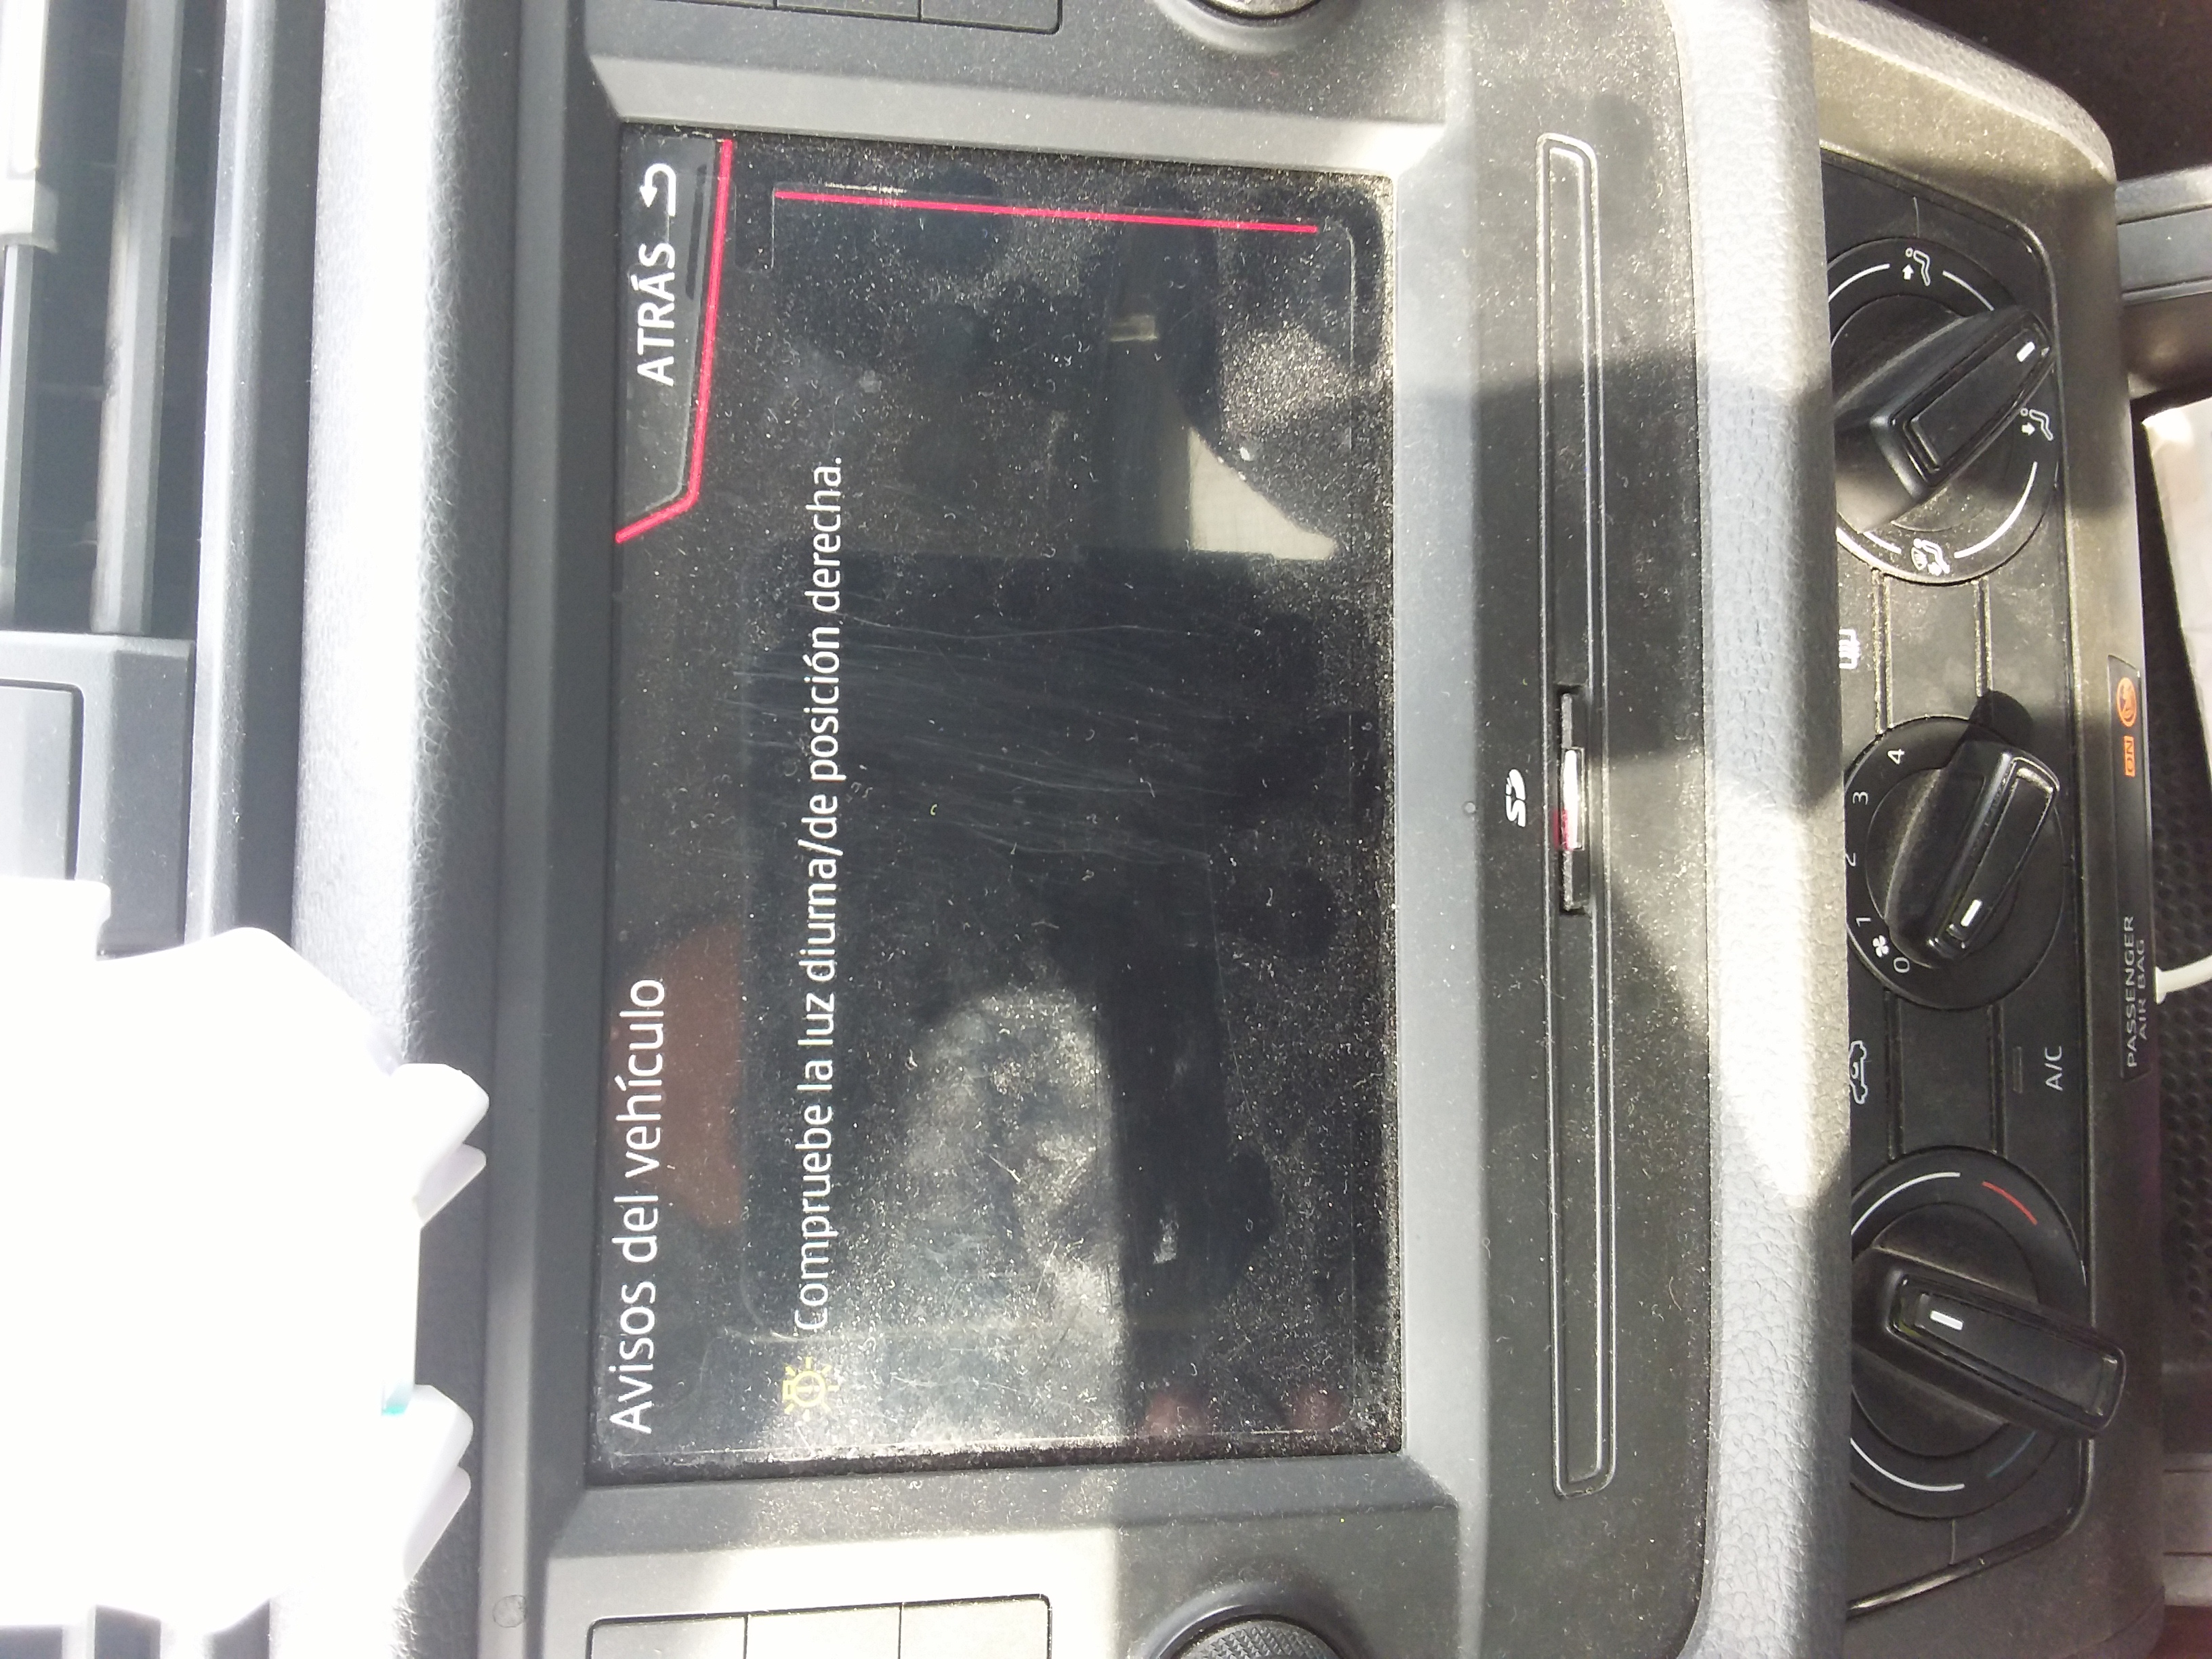 Avisos del vehículo
ATRÁS
Compruebe la luz diurna/de posición derecha.
SD
0 1 2 3 4
A/C
PASSENGER
AIR BAG
ON